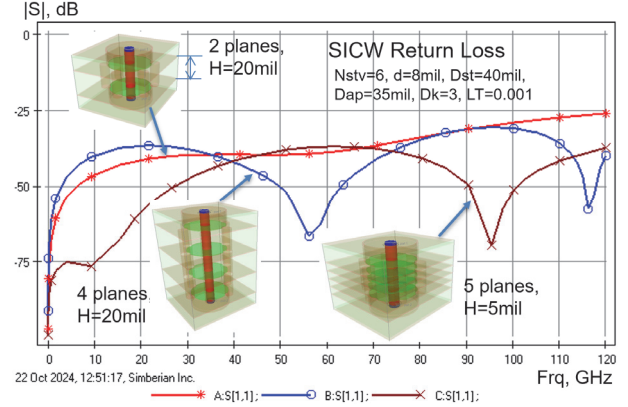 |S|, dB
2 planes,
H=20mil
SICW Return Loss
Nstv=6, d=8mil, Dst=40mil,
Dap=35mil, Dk=3, LT=0.001
0
-25
-50
-75
4 planes,
H=20mil
5 planes,
H=5mil
0 10 20 30 40 50 60 70 80 90 100 110 120
22 Oct 2024, 12:51:17, Simberian Inc.
Frq, GHz
A:S[1,1]; B:S[1,1]; C:S[1,1];